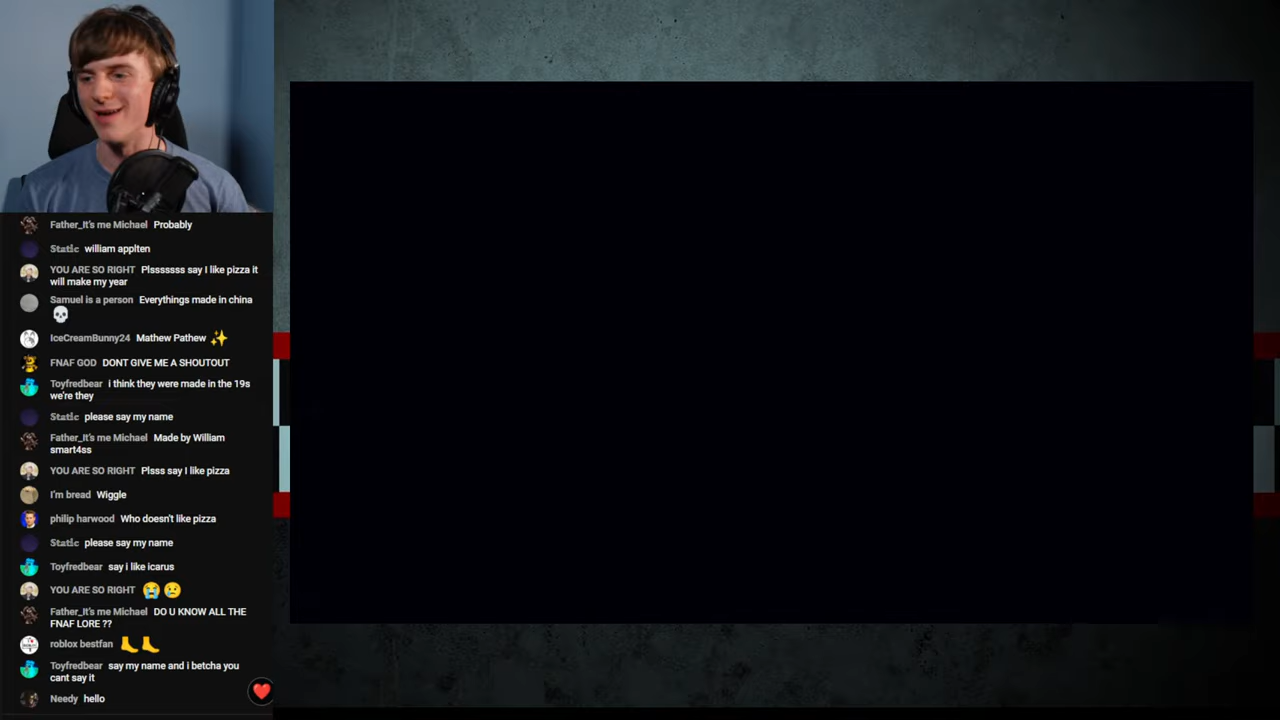 Father_It's me Michael Probably
Static william applten
YOU ARE SO RIGHT Plsssssss say I like pizza it
will make my year
Samuel is a person Everythings made in china
💀
IceCreamBunny24 Mathew Pathew ✨
FNAF GOD DONT GIVE ME A SHOUTOUT
Toyfredbear i think they were made in the 19s
we're they
Static please say my name
Father_It's me Michael Made by William
smart4ss
YOU ARE SO RIGHT Plsss say I like pizza
I'm bread Wiggle
philip harwood Who doesn't like pizza
Static please say my name
Toyfredbear say i like icarus
YOU ARE SO RIGHT 😭😢
Father_It's me Michael DO U KNOW ALL THE
FNAF LORE ??
roblox bestfan 🦶🦶
Toyfredbear say my name and i betcha you
cant say it
Needy hello